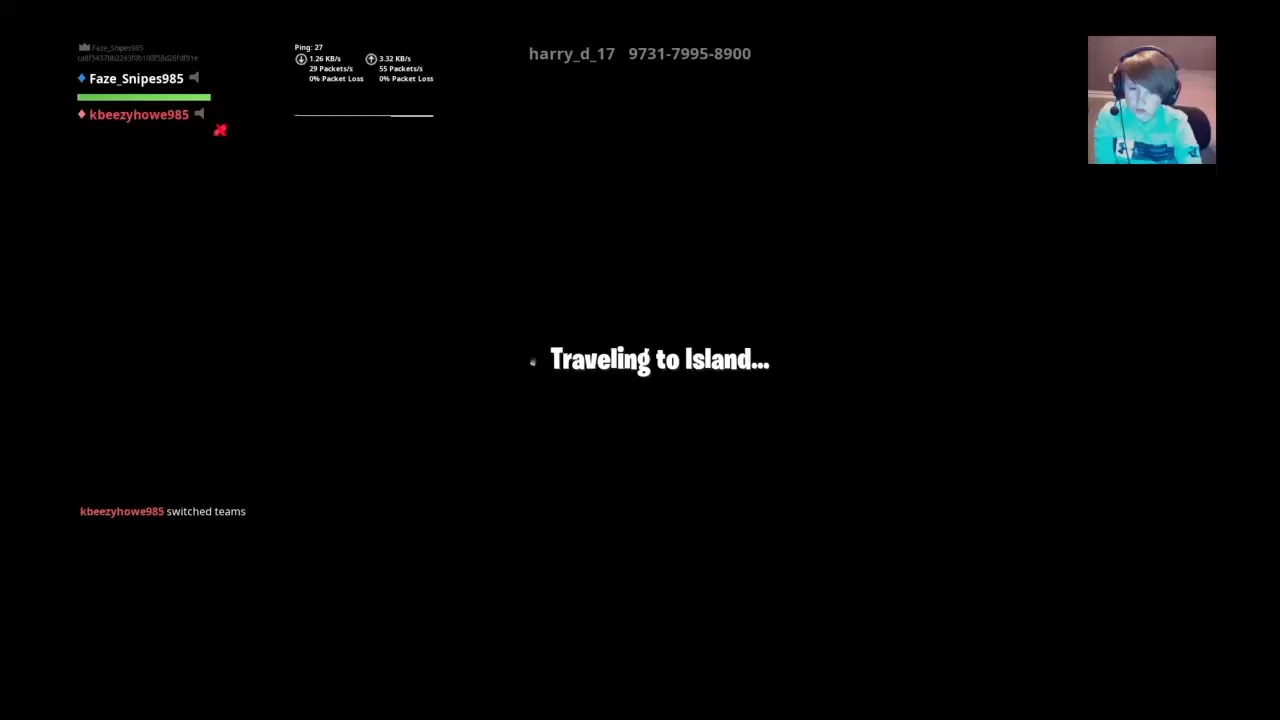 Faze_Snipes985
Faze_Snipes985
kbeezyhowe985
Ping: 27
1.26 KB/s
29 Packets/s
0% Packet Loss
3.32 KB/s
55 Packets/s
0% Packet Loss
harry_d_17 9731-7995-8900
Traveling to Island...
kbeezyhowe985 switched teams